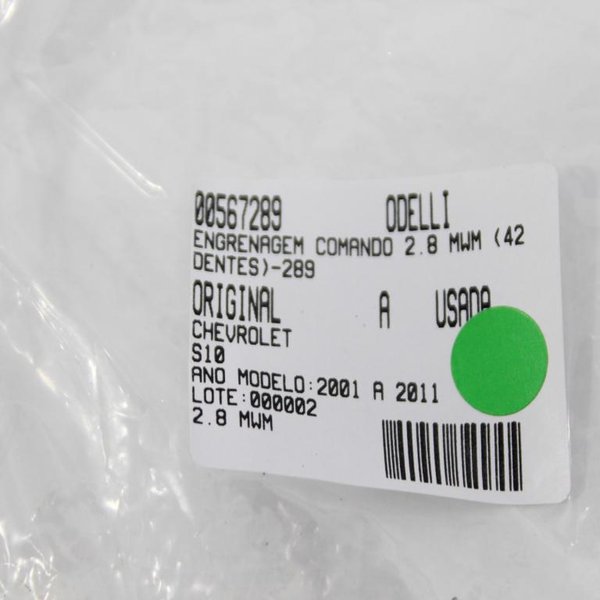 00567289 ODELLI
ENGRENAGEM COMANDO 2.8 MWM (42
DENTES)-289
ORIGINAL A USADA
CHEVROLET
S10
ANO MODELO:2001 A 2011
LOTE:000002
2.8 MWM